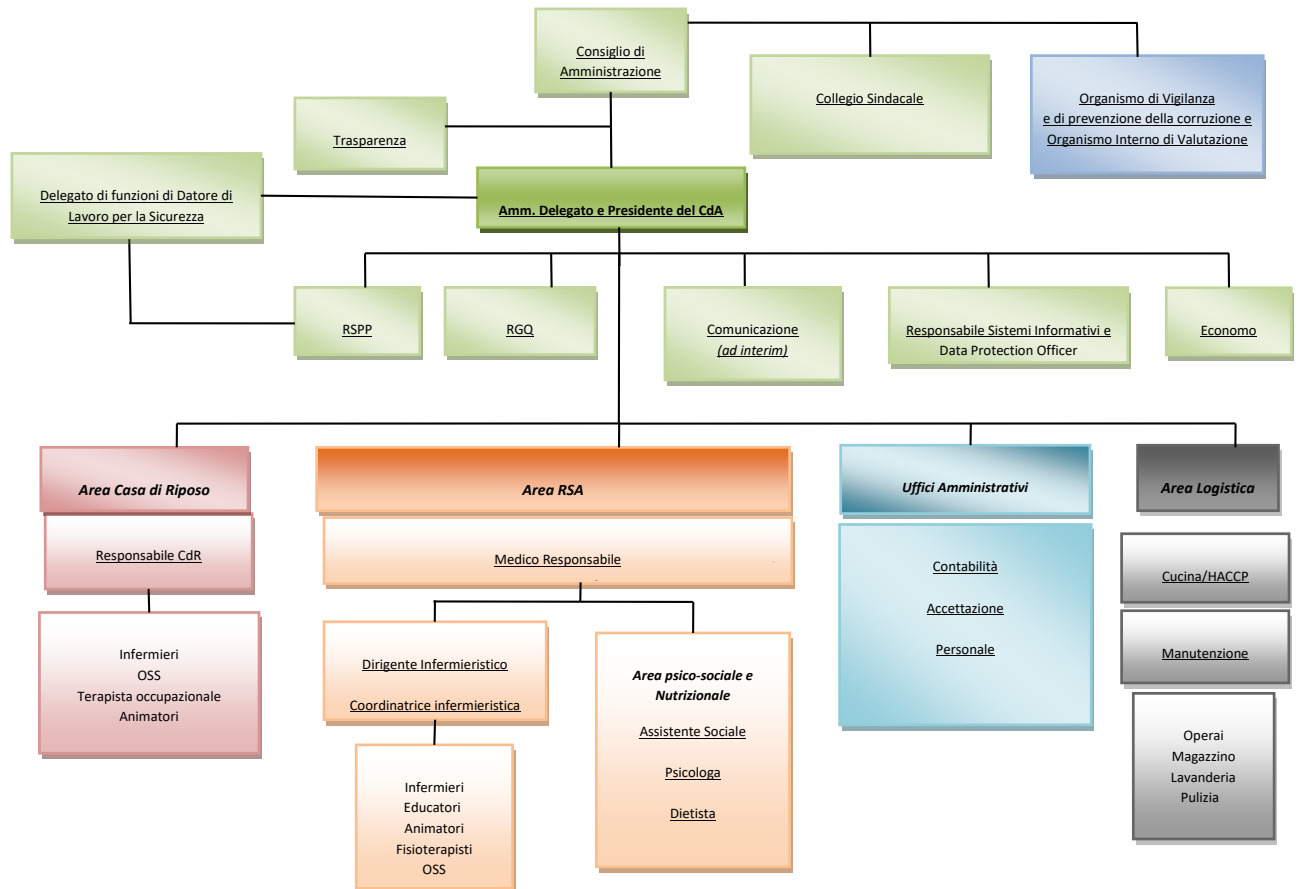 Consiglio di
Amministrazione
Collegio Sindacale
Organismo di Vigilanza
e di prevenzione della corruzione e
Organismo Interno di Valutazione
Trasparenza
Delegato di funzioni di Datore di
Lavoro per la Sicurezza
Amm. Delegato e Presidente del CdA
RSPP
RGQ
Comunicazione
(ad interim)
Responsabile Sistemi Informativi e
Data Protection Officer
Economo
Area Casa di Riposo
Responsabile CdR
Infermieri
OSS
Terapista occupazionale
Animatori
Area RSA
Medico Responsabile
Dirigente Infermieristico
Coordinatrice infermieristica
Infermieri
Educatori
Animatori
Fisioterapisti
OSS
Area psico-sociale e
Nutrizionale
Assistente Sociale
Psicologa
Dietista
Uffici Amministrativi
Contabilità
Accettazione
Personale
Area Logistica
Cucina/HACCP
Manutenzione
Operai
Magazzino
Lavanderia
Pulizia